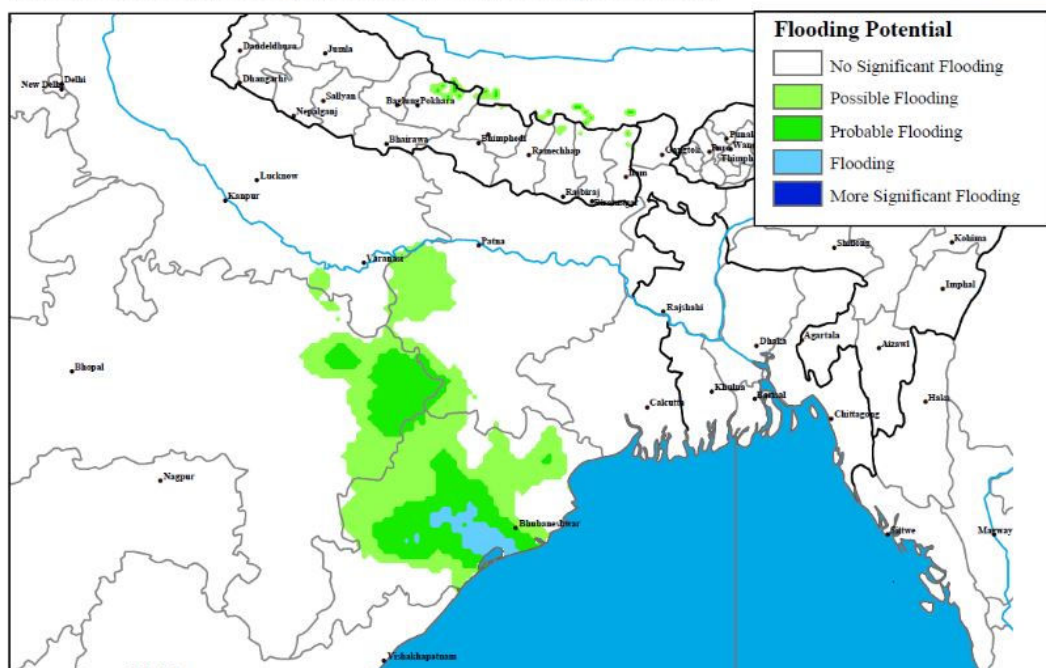 Flooding Potential
No Significant Flooding
Possible Flooding
Probable Flooding
Flooding
More Significant Flooding
Dandeldhura
Jumla
Dhangarhi
Delhi
New Delhi
Sallyan
Baglung
Pokhara
Nepalganj
Bhairawa
Bhimphedi
Ramechhap
Gangtok
Ilam
Rajbiraj
Lucknow
Kanpur
Patna
Varanasi
Shillong
Kohima
Imphal
Rajshahi
Dhaka
Agartala
Aizawl
Bhopal
Khulna
Barisal
Calcutta
Chittagong
Haka
Nagpur
Bhubaneshwar
Sittwe
Magway
Vishakhapatnam